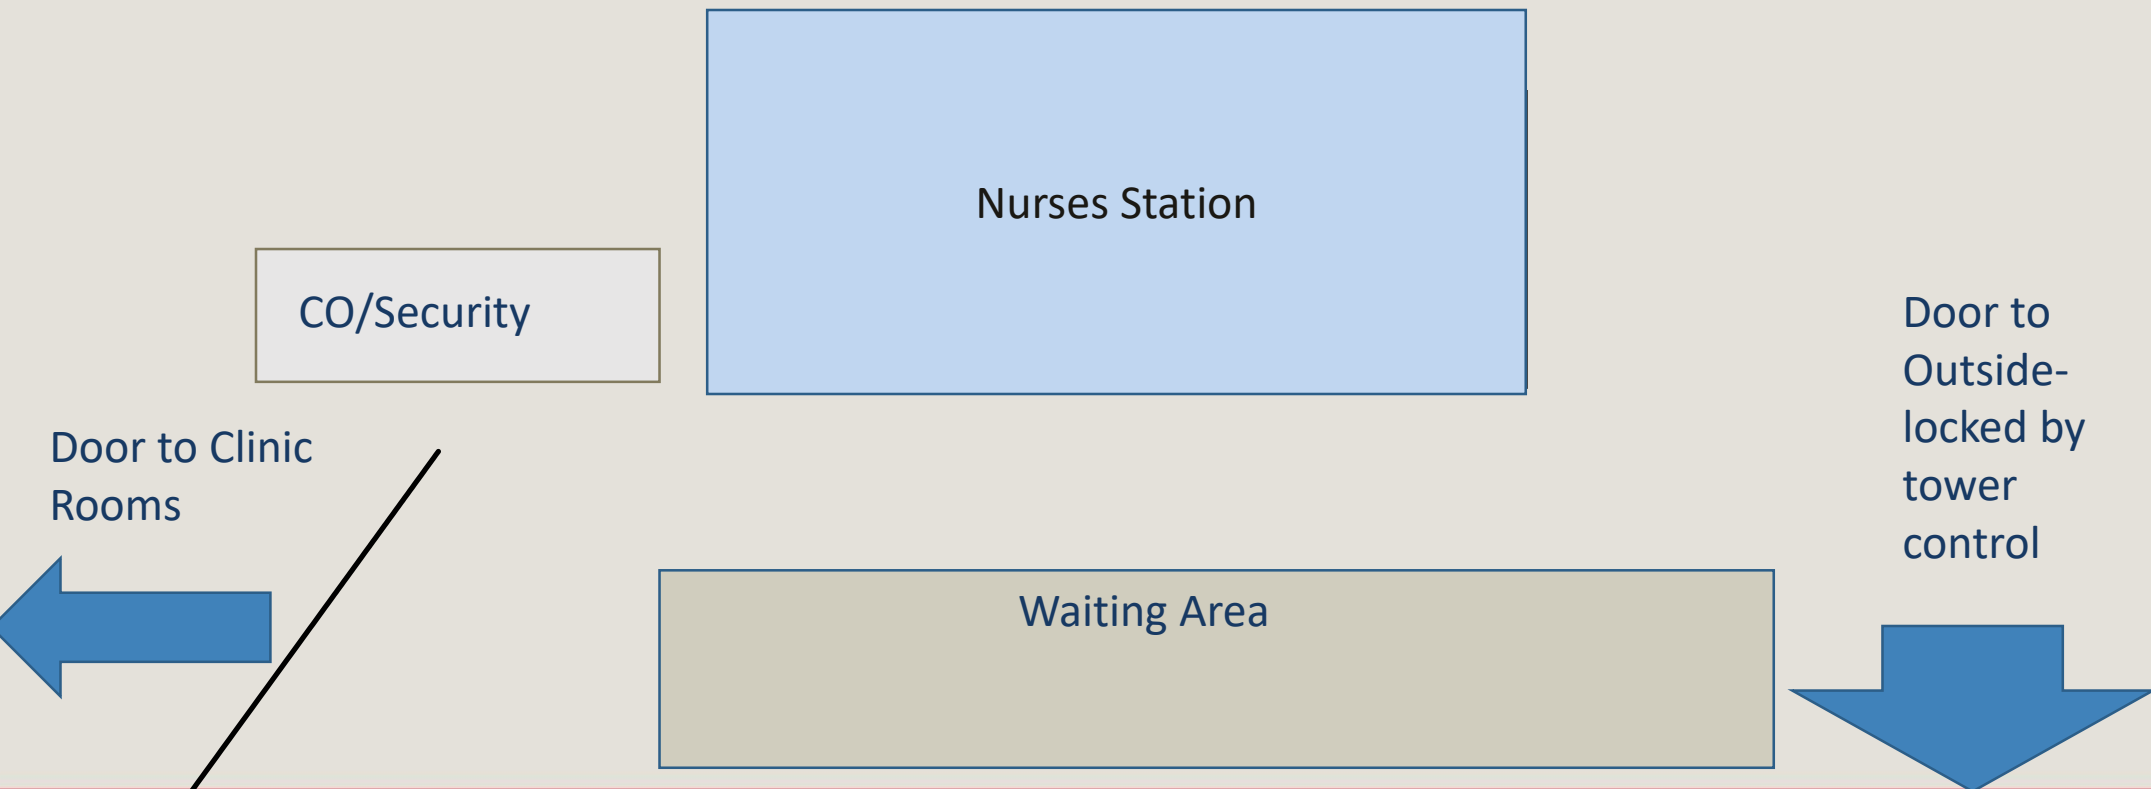 Nurses Station
CO/Security
Door to Clinic
Rooms
Door to
Outside-
locked by
tower
control
Waiting Area